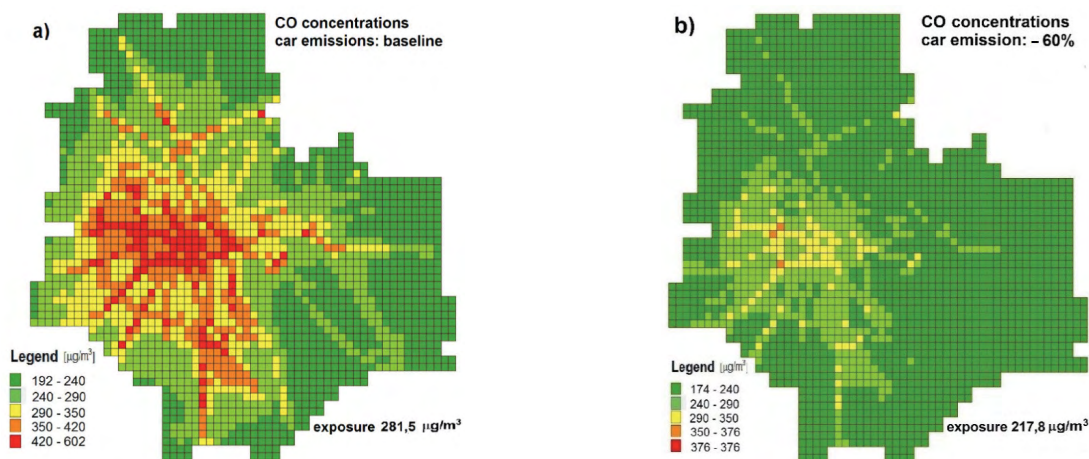 a)
CO concentrations
car emissions: baseline
Legend [µg/m³]
192 - 240
240 - 290
290 - 350
350 - 420
420 - 602
exposure 281,5 µg/m³
b)
CO concentrations
car emission: – 60%
Legend [µg/m³]
174 - 240
240 - 290
290 - 350
350 - 376
376 - 376
exposure 217,8 µg/m³